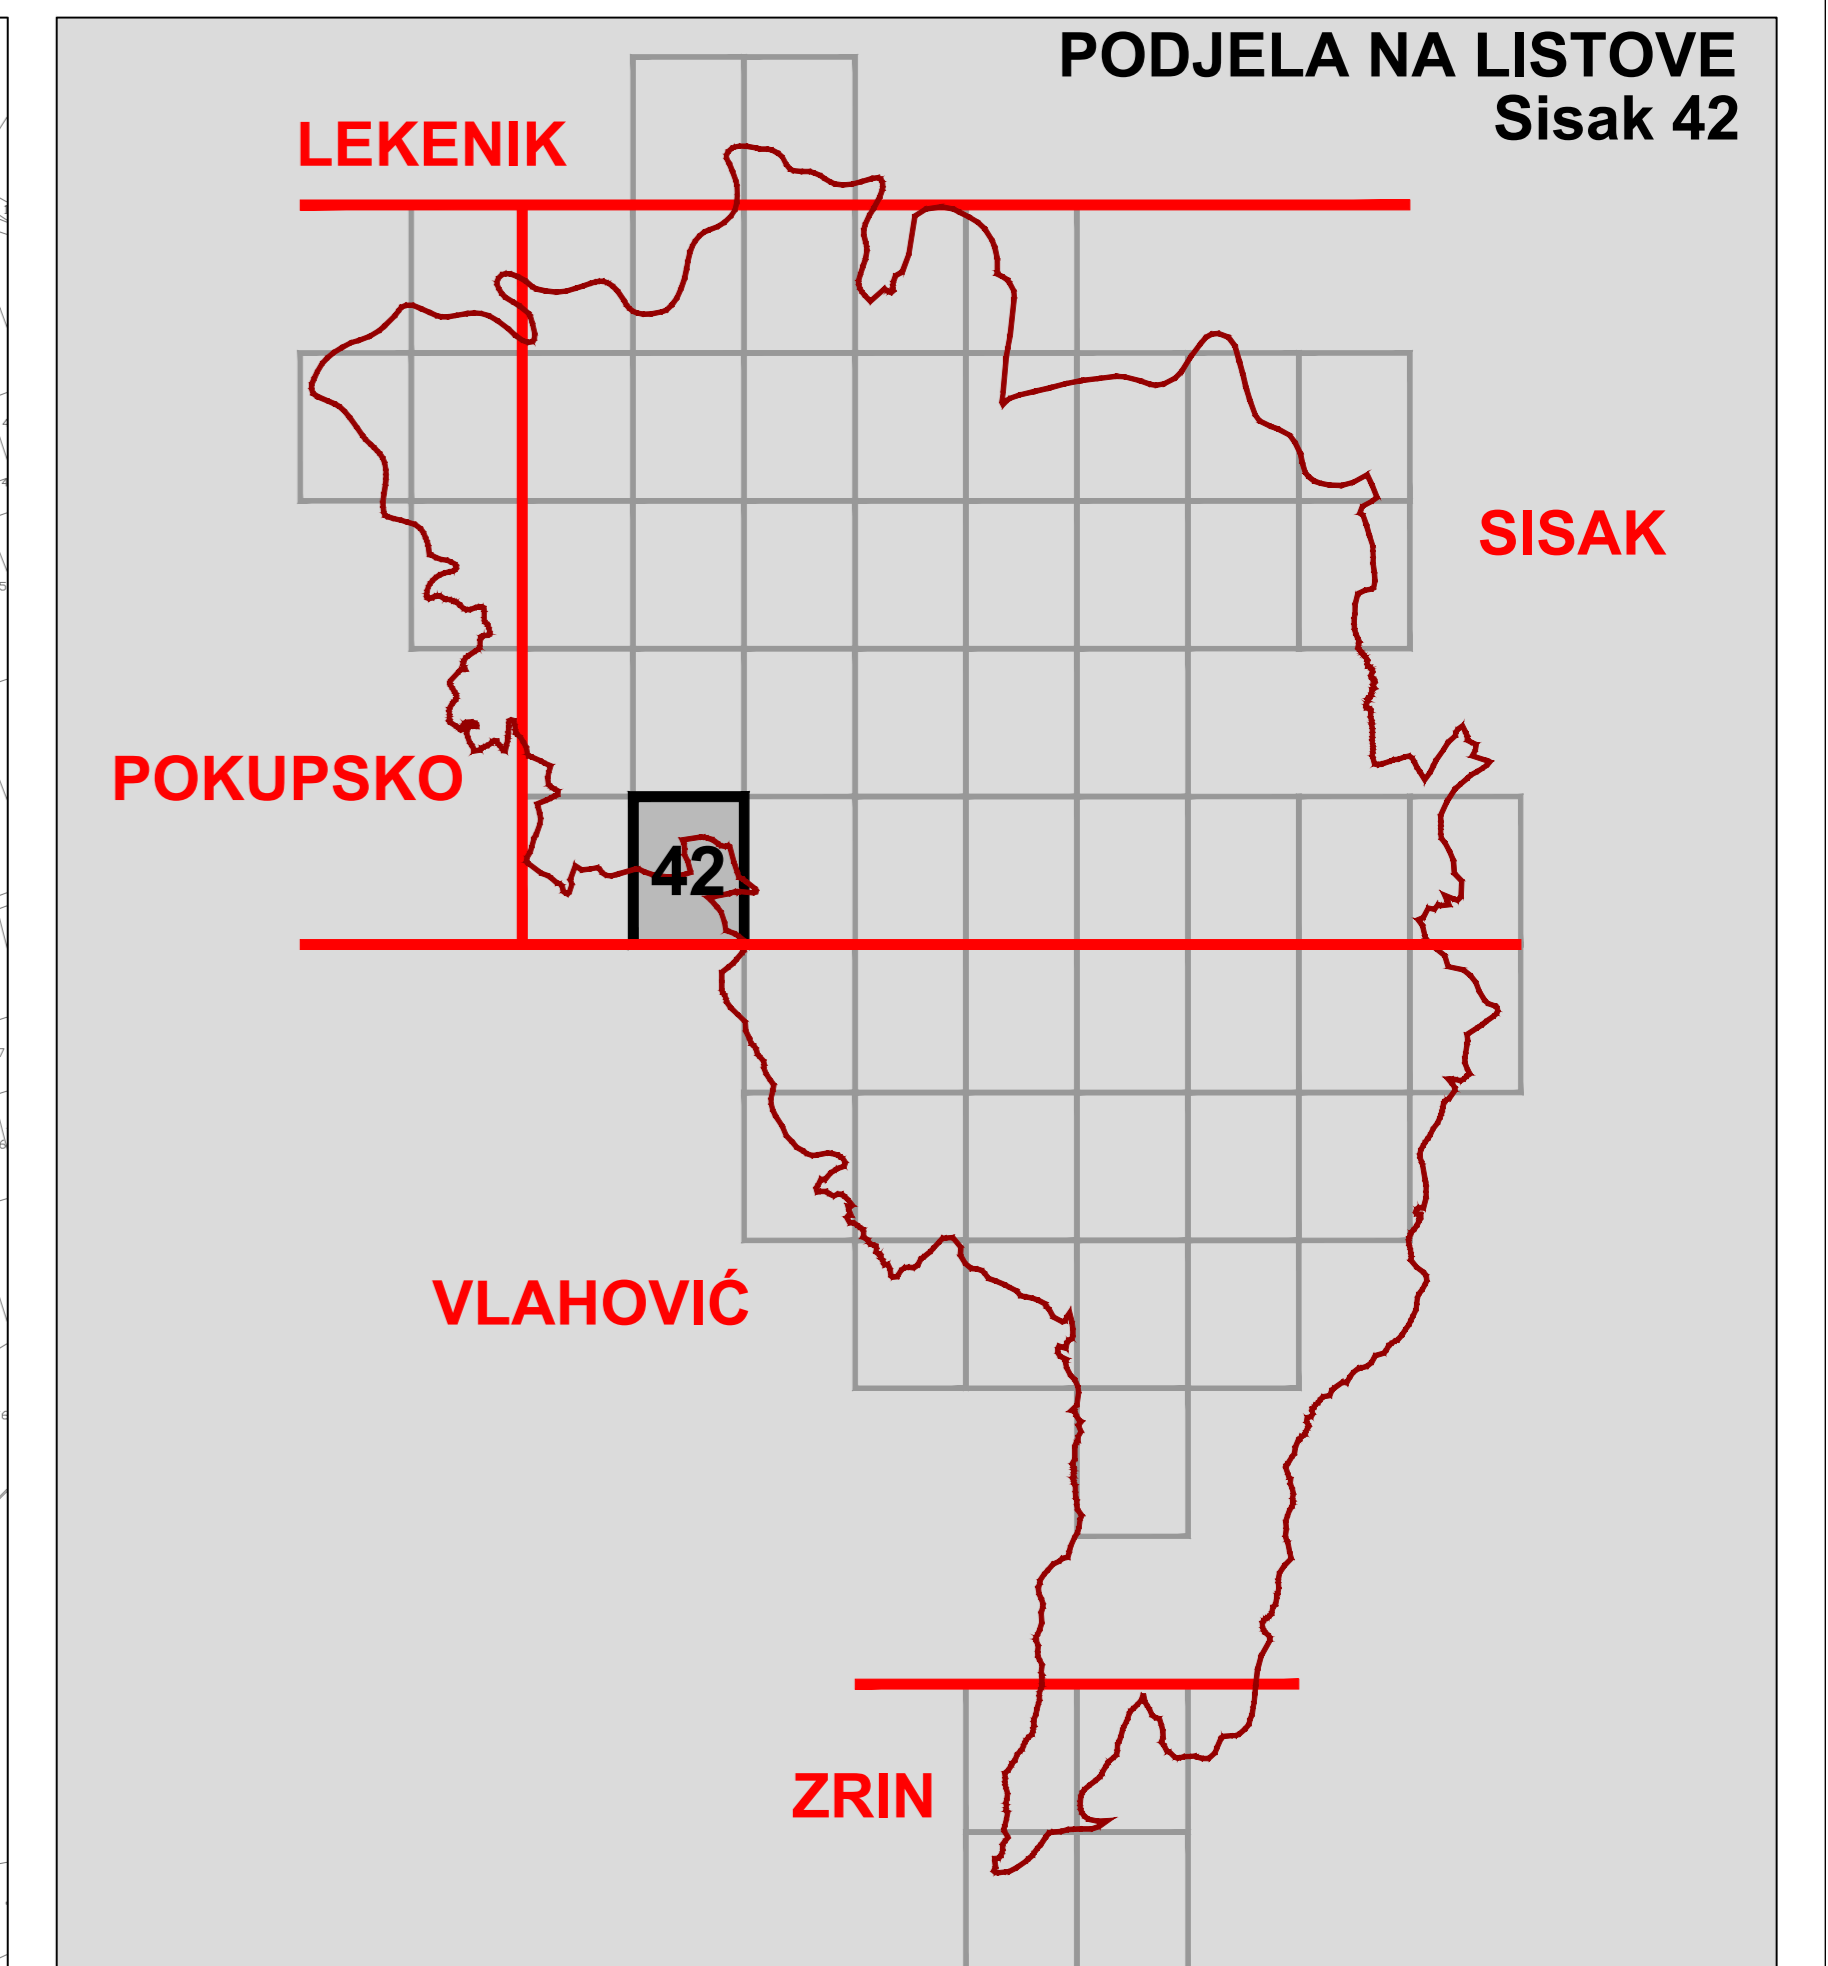 PODJELA NA LISTOVE
Sisak 42
LEKENIK
SISAK
POKUPSKO
42
VLAHOVIĆ
ZRIN